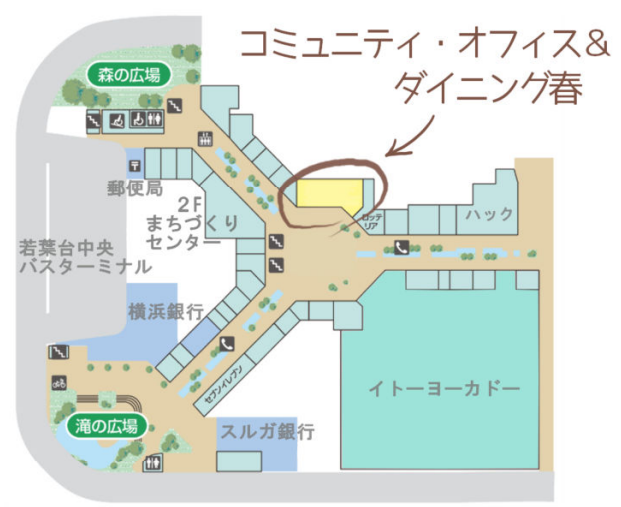 コミュニティ・オフィス＆
ダイニング春
森の広場
郵便局
2F
まちづくり
センター
ロッテ
リア
ハック
若葉台中央
バスターミナル
横浜銀行
セブンイレブン
イトーヨーカドー
滝の広場
スルガ銀行